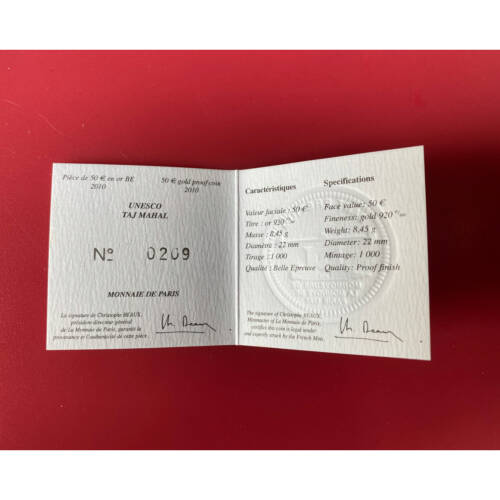 Pièce de 50 € en or BE
2010
50 € gold proof coin
2010
UNESCO
TAJ MAHAL
Nº 0209
MONNAIE DE PARIS
La signature de Christophe BEAUX,
président-directeur général
de La Monnaie de Paris, garantit la
provenance et l'authenticité de cette pièce.
Caractéristiques
Valeur faciale : 50 €
Titre : or 920 ‰
Masse : 8,45 g
Diamètre : 22 mm
Tirage : 1 000
Qualité : Belle Epreuve
Specifications
Face value: 50 €
Fineness: gold 920 ‰
Weight: 8,45 g
Diameter: 22 mm
Mintage: 1 000
Quality: Proof finish
The signature of Christophe BEAUX,
Mintmaster of La Monnaie de Paris,
certifies this coin is legal tender
and expertly struck by the French Mint.